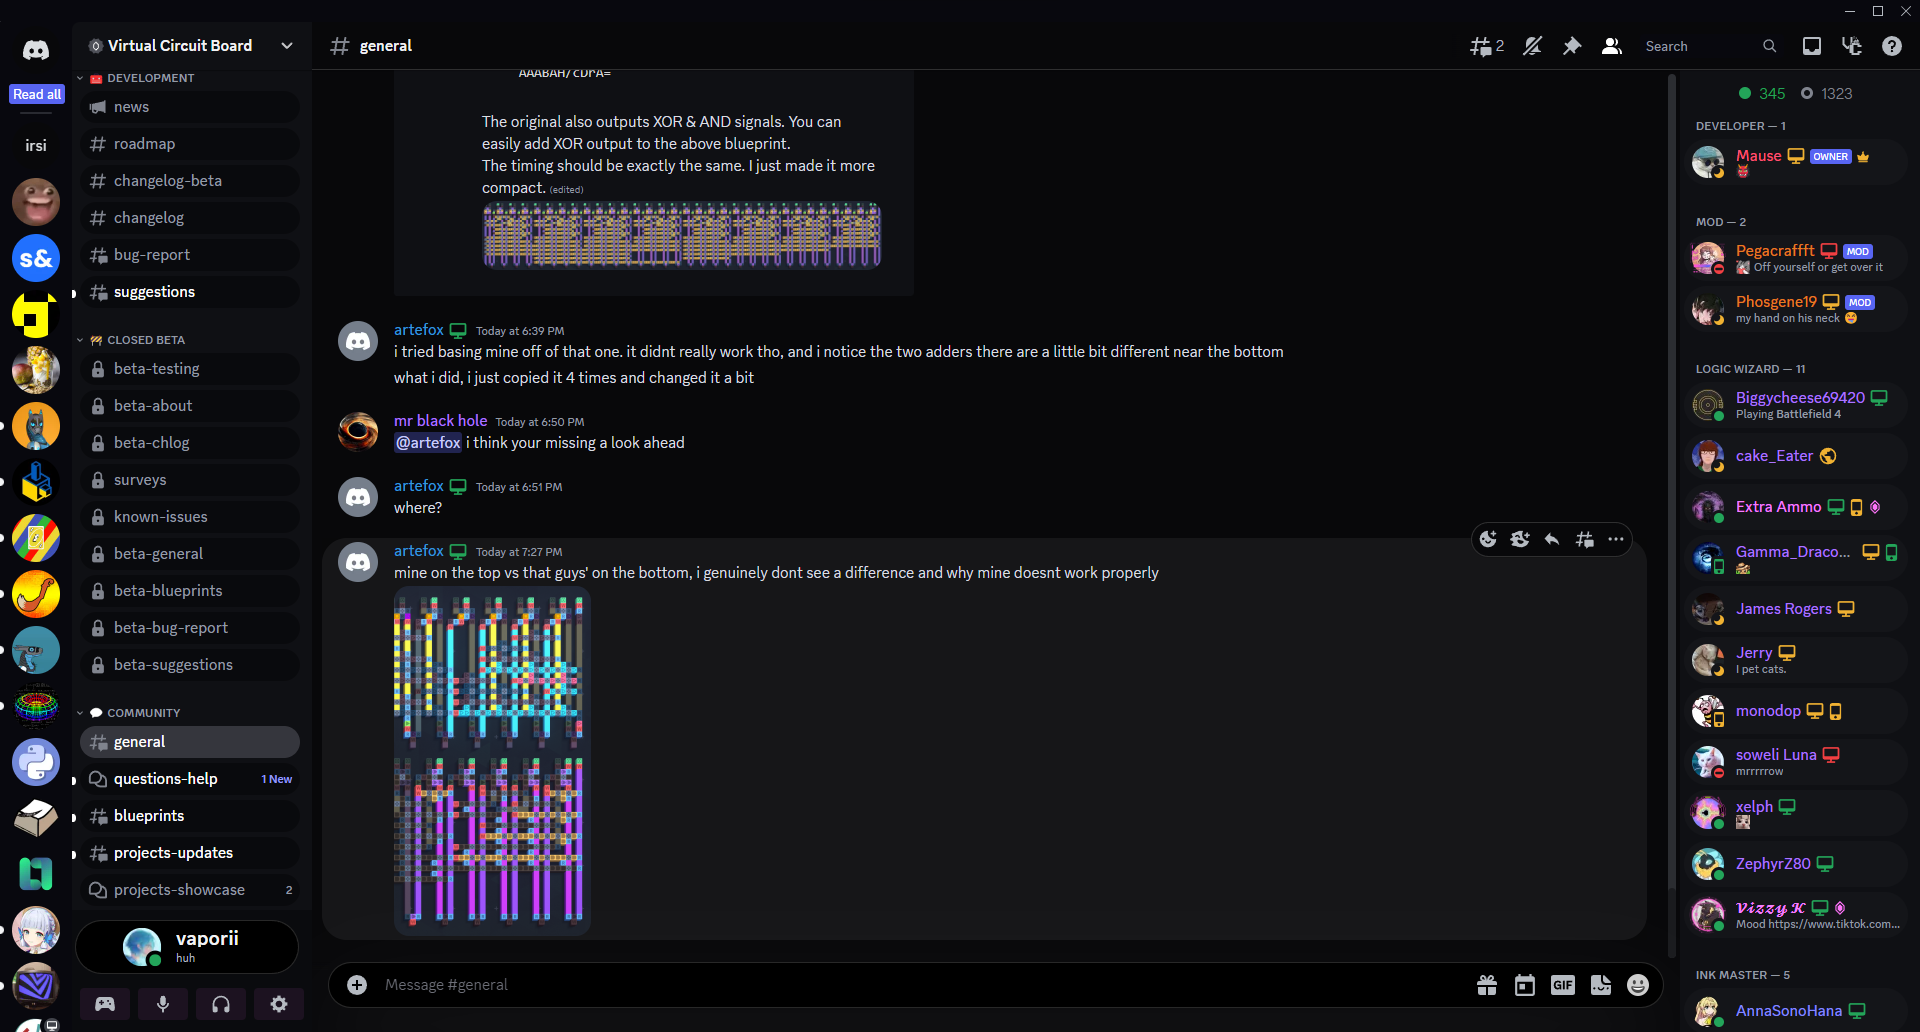 Read all
irsi
s&
Virtual Circuit Board
DEVELOPMENT
news
roadmap
changelog-beta
changelog
bug-report
suggestions
CLOSED BETA
beta-testing
beta-about
beta-chlog
surveys
known-issues
beta-general
beta-blueprints
beta-bug-report
beta-suggestions
COMMUNITY
general
questions-help
1 New
blueprints
projects-updates
projects-showcase
2
vaporii
huh
general
2
Search
The original also outputs XOR & AND signals. You can
easily add XOR output to the above blueprint.
The timing should be exactly the same. I just made it more
compact. (edited)
artefox Today at 6:39 PM
i tried basing mine off of that one. it didnt really work tho, and i notice the two adders there are a little bit different near the bottom
what i did, i just copied it 4 times and changed it a bit
mr black hole Today at 6:50 PM
@artefox i think your missing a look ahead
artefox Today at 6:51 PM
where?
artefox Today at 7:27 PM
mine on the top vs that guys' on the bottom, i genuinely dont see a difference and why mine doesnt work properly
Message #general
GIF
345 1323
DEVELOPER — 1
Mause OWNER
MOD — 2
Pegacraffft MOD
Off yourself or get over it
Phosgene19 MOD
my hand on his neck
LOGIC WIZARD — 11
Biggycheese69420
Playing Battlefield 4
cake_Eater
Extra Ammo
Gamma_Draco...
James Rogers
Jerry
I pet cats.
monodop
soweli Luna
mrrrrrow
xelph
ZephyrZ80
𝓥𝓲𝔃𝔃𝔂 𝓚
Mood https://www.tiktok.com...
INK MASTER — 5
AnnaSonoHana